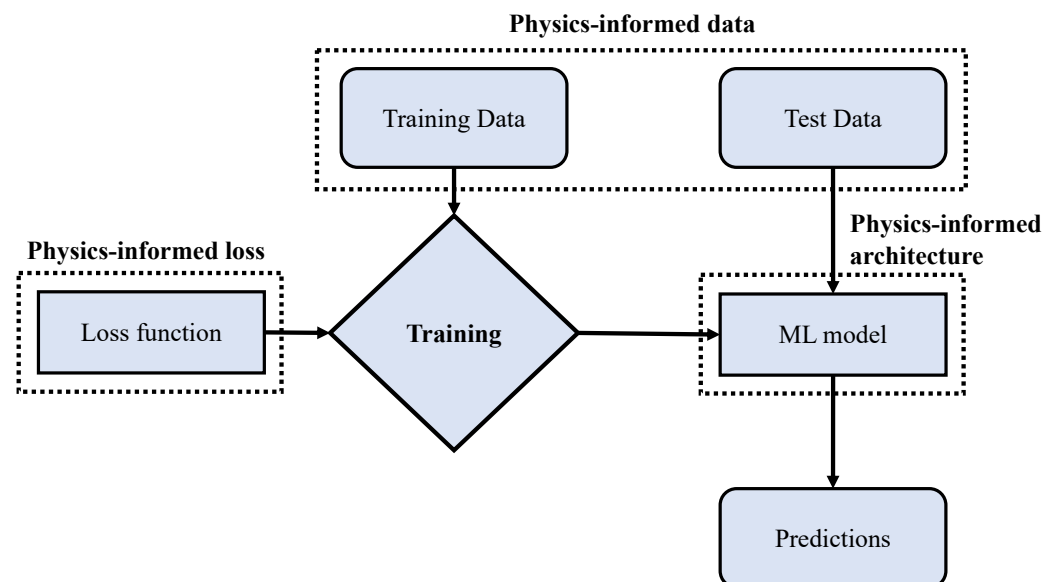 Physics-informed data
Training Data
Test Data
Physics-informed
architecture
Physics-informed loss
Loss function
Training
ML model
Predictions